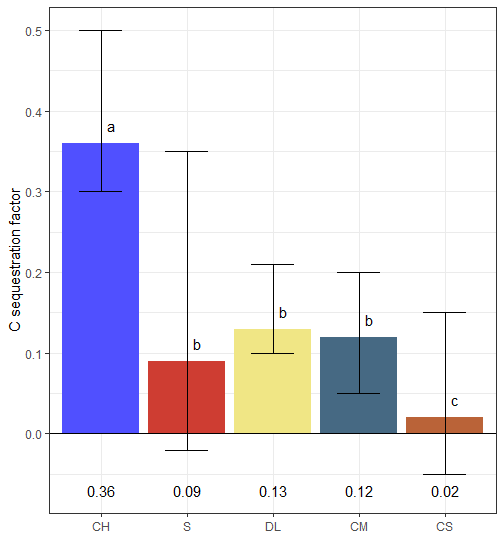 C sequestration factor
0.5
0.4
0.3
0.2
0.1
0.0
a
b
b
b
c
0.36 0.09 0.13 0.12 0.02
CH S DL CM CS